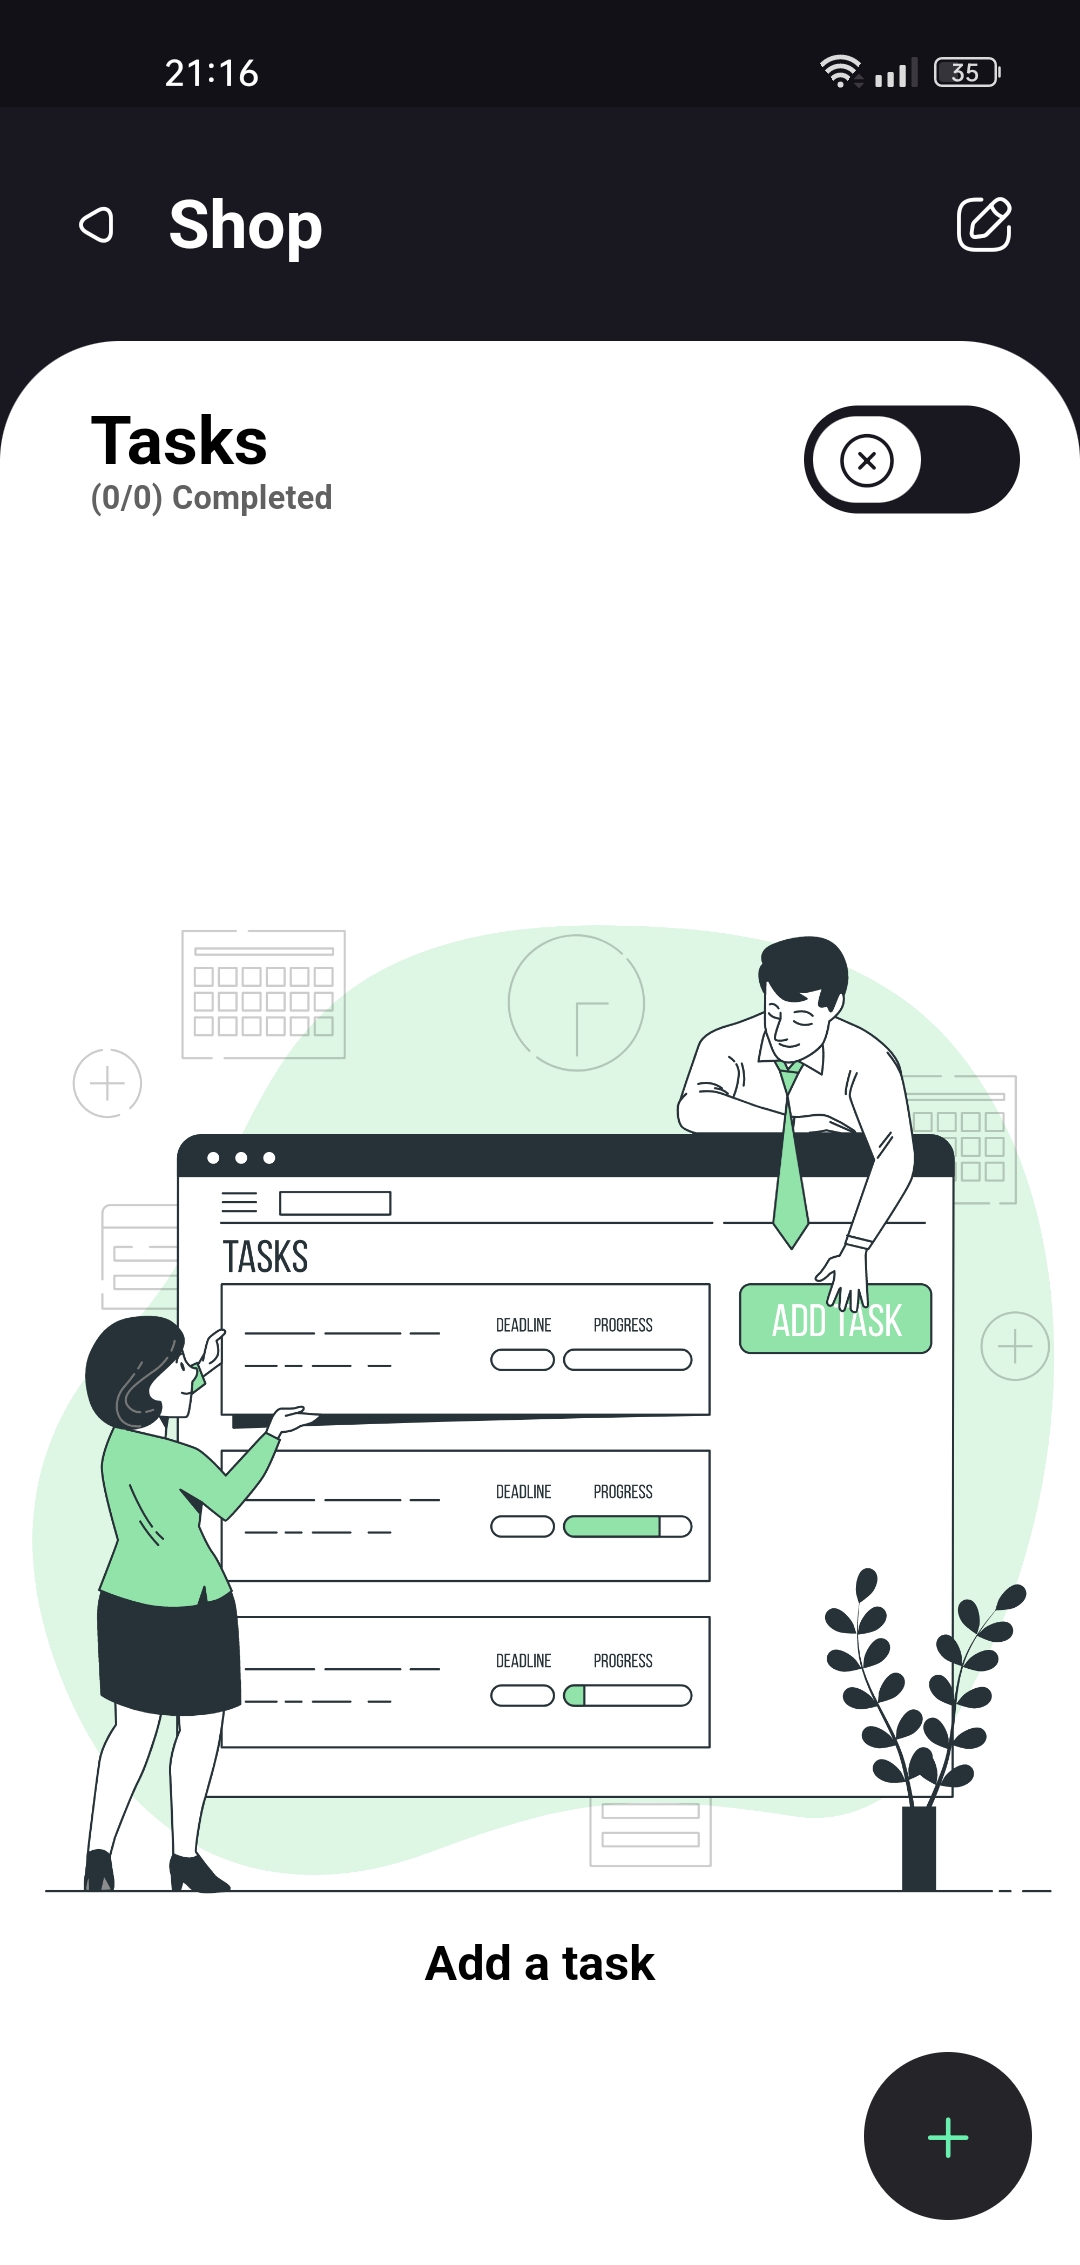 21:16
35
Shop
Tasks
(0/0) Completed
TASKS
DEADLINE PROGRESS
ADD TASK
DEADLINE PROGRESS
DEADLINE PROGRESS
Add a task